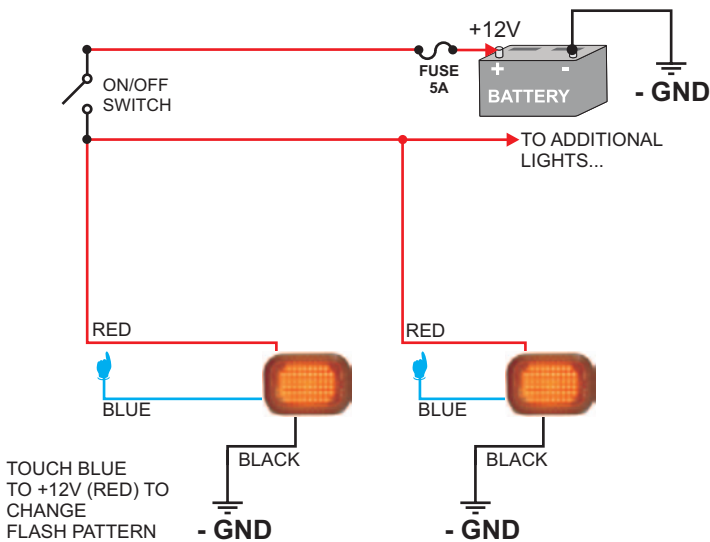 +12V
FUSE
5A
+ -
BATTERY
- GND
ON/OFF
SWITCH
TO ADDITIONAL
LIGHTS...
RED
RED
BLUE
BLUE
BLACK
BLACK
TOUCH BLUE
TO +12V (RED) TO
CHANGE
FLASH PATTERN
- GND
- GND